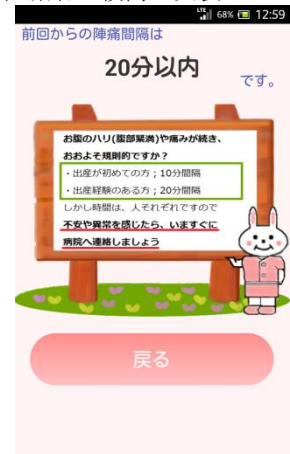 LTE 68% 12:59
前回からの陣痛間隔は
20分以内
です。
お腹のハリ(腹部緊満)や痛みが続き、
おおよそ規則的ですか？
・出産が初めての方；10分間隔
・出産経験のある方；20分間隔
しかし時間は、人それぞれですので
不安や異常を感じたら、いますぐに
病院へ連絡しましょう
戻る